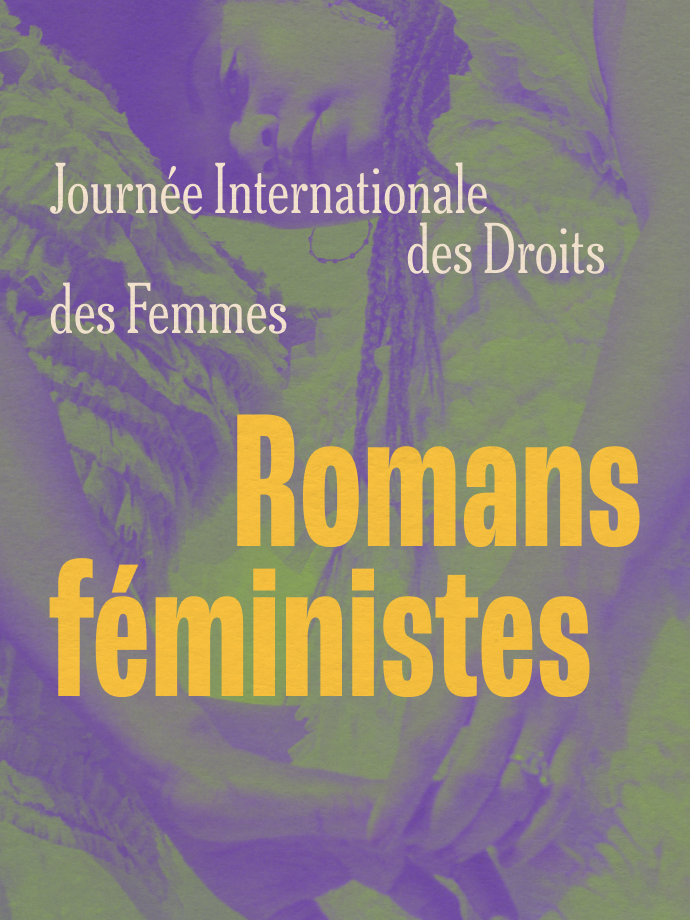 Journée Internationale
des Droits
des Femmes
Romans
féministes